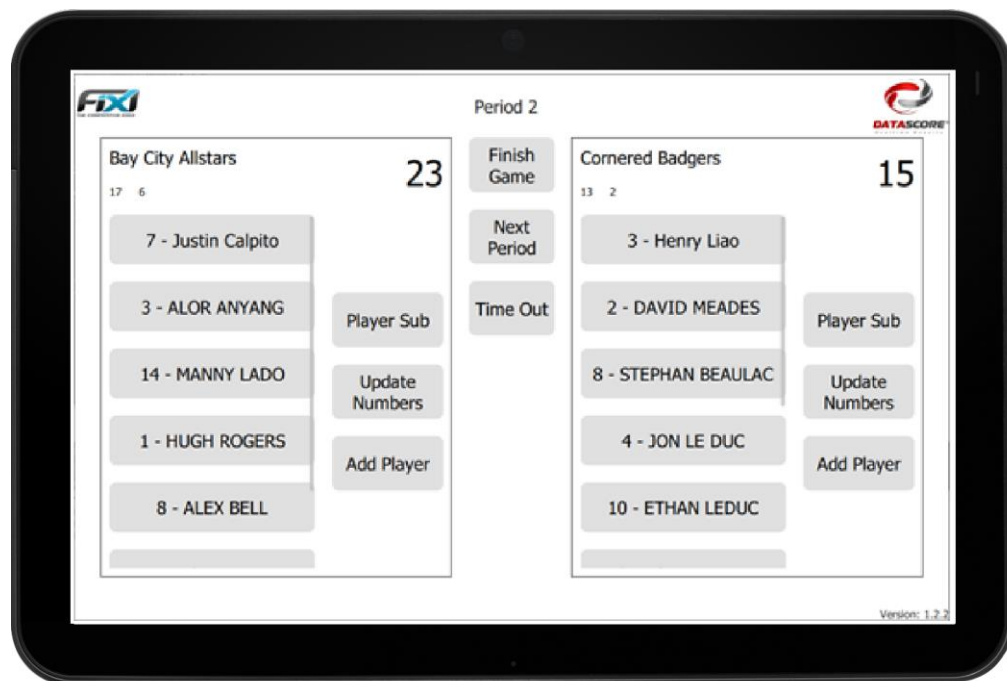 FIXI
Period 2
DATASCORE
Bay City Allstars
23
17 6
7 - Justin Calpito
3 - ALOR ANYANG
14 - MANNY LADO
1 - HUGH ROGERS
8 - ALEX BELL
Player Sub
Update
Numbers
Add Player
Finish
Game
Next
Period
Time Out
Cornered Badgers
15
13 2
3 - Henry Liao
2 - DAVID MEADES
8 - STEPHAN BEAULAC
4 - JON LE DUC
10 - ETHAN LEDUC
Player Sub
Update
Numbers
Add Player
Version: 1.2.2